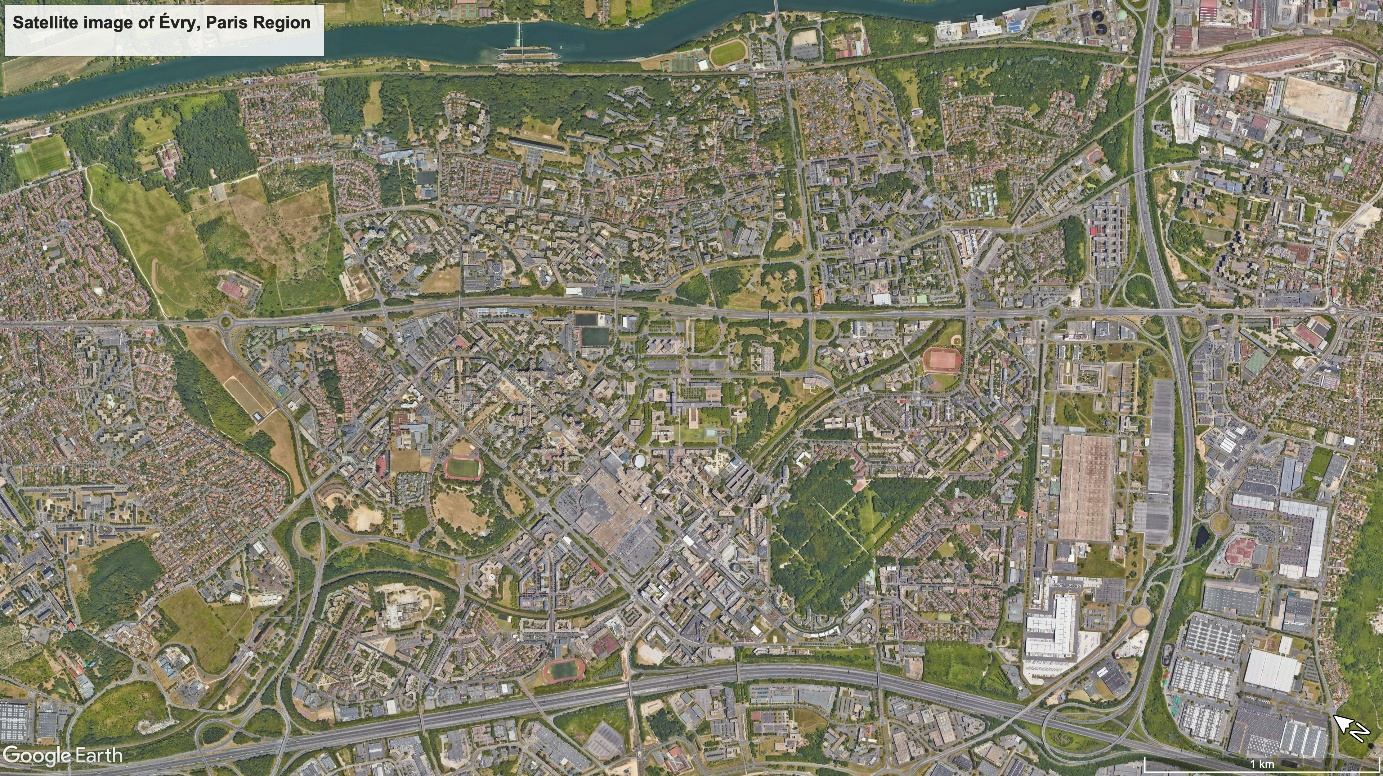 Satellite image of Évry, Paris Region
N
Google Earth
1 km